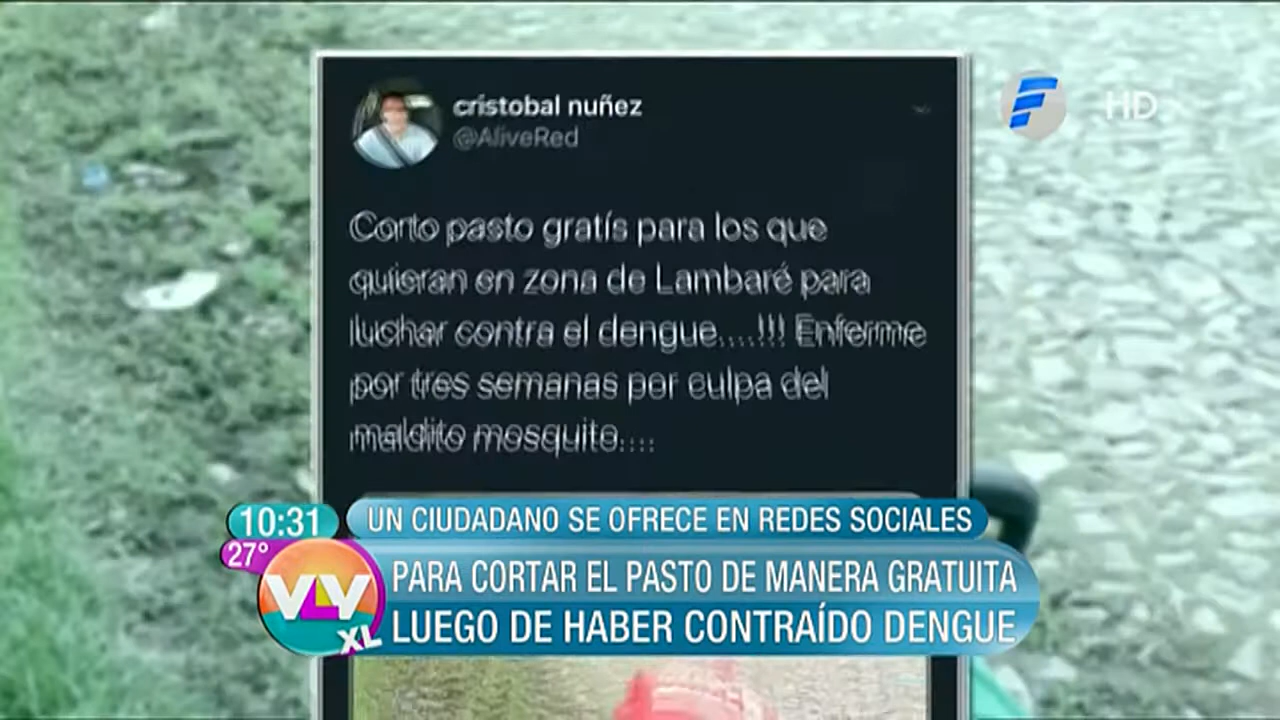 HD
cristobal nuñez
@AliveRed
Corto pasto gratis para los que
quieran en zona de Lambaré para
luchar contra el dengue....!!! Enferme
por tres semanas por culpa del
maldito mosquito....
10:31
UN CIUDADANO SE OFRECE EN REDES SOCIALES
27°
PARA CORTAR EL PASTO DE MANERA GRATUITA
VLV
XL
LUEGO DE HABER CONTRAÍDO DENGUE